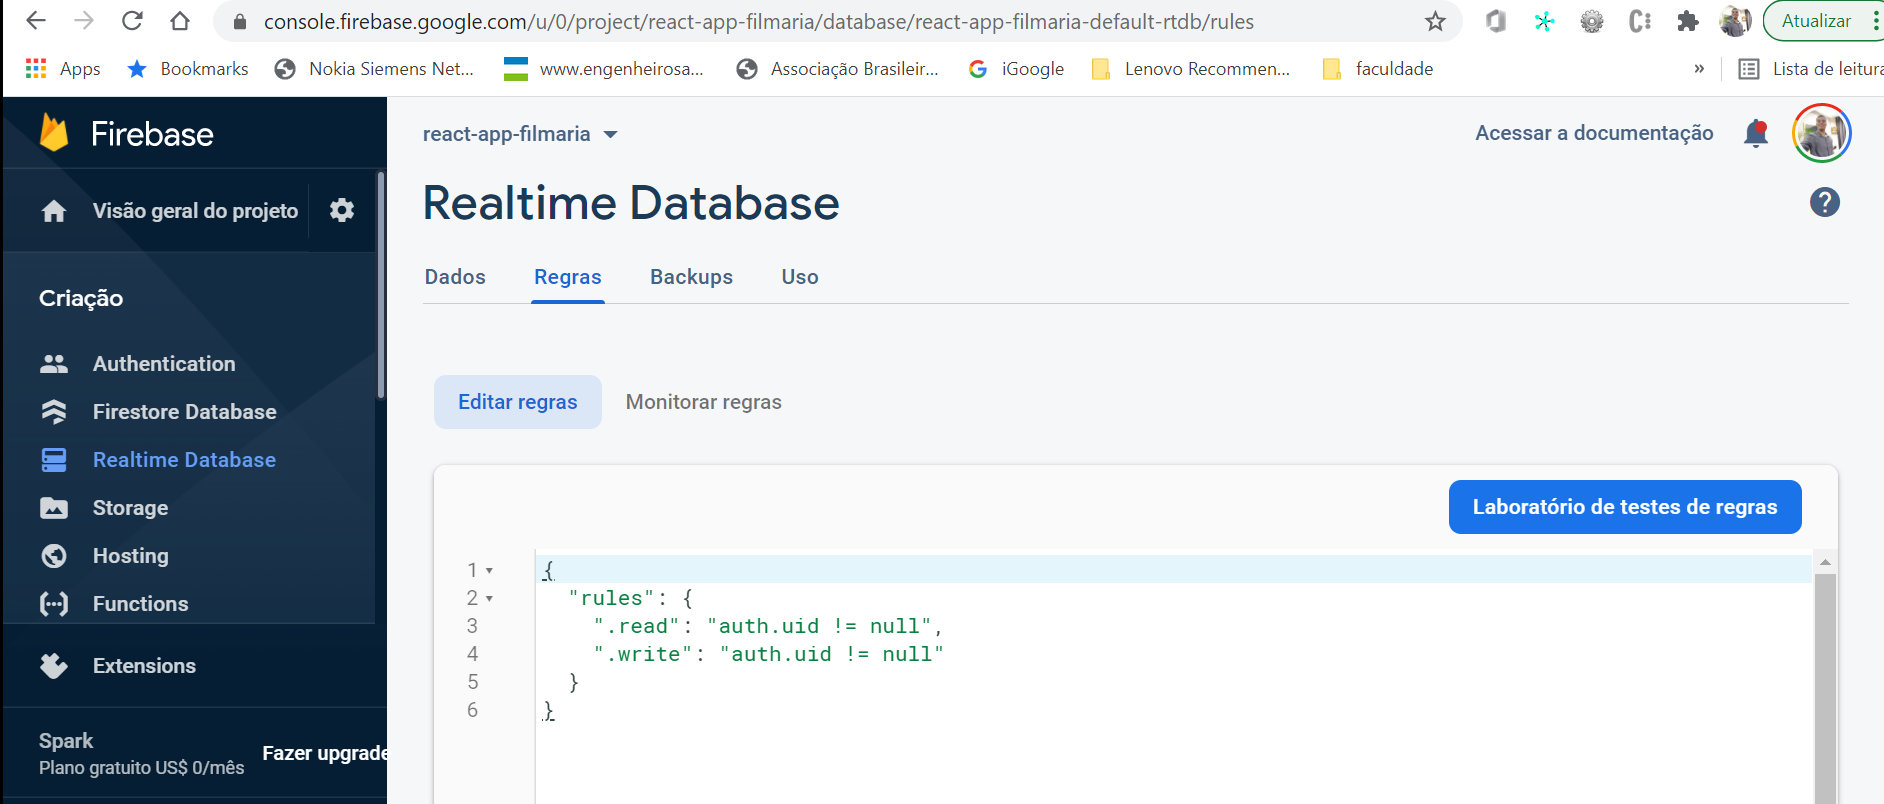 console.firebase.google.com/u/0/project/react-app-filmaria/database/react-app-filmaria-default-rtdb/rules
Atualizar
Apps
Bookmarks
Nokia Siemens Net...
www.engenheirosa...
Associação Brasileir...
iGoogle
Lenovo Recommen...
faculdade
»
Lista de leitura
Firebase
react-app-filmaria
Acessar a documentação
Visão geral do projeto
Realtime Database
?
Dados
Regras
Backups
Uso
Criação
Authentication
Firestore Database
Realtime Database
Storage
Hosting
Functions
Extensions
Spark
Plano gratuito US$ 0/mês
Fazer upgrade
Editar regras
Monitorar regras
Laboratório de testes de regras
1 {
2 "rules": {
3 ".read": "auth.uid != null",
4 ".write": "auth.uid != null"
5 }
6 }